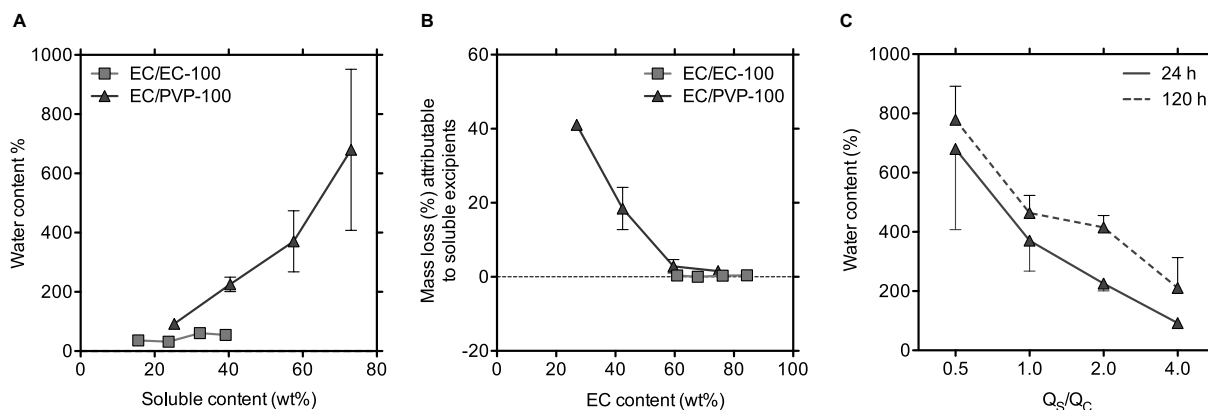 A
Water content %
1000
800
600
400
200
0
EC/EC-100
EC/PVP-100
0
20
40
60
80
Soluble content (wt%)
B
Mass loss (%) attributable
to soluble excipients
60
40
20
0
-20
EC/EC-100
EC/PVP-100
0
20
40
60
80
100
EC content (wt%)
C
Water content (%)
1000
800
600
400
200
0
24 h
120 h
0.5
1.0
2.0
4.0
QS/QC